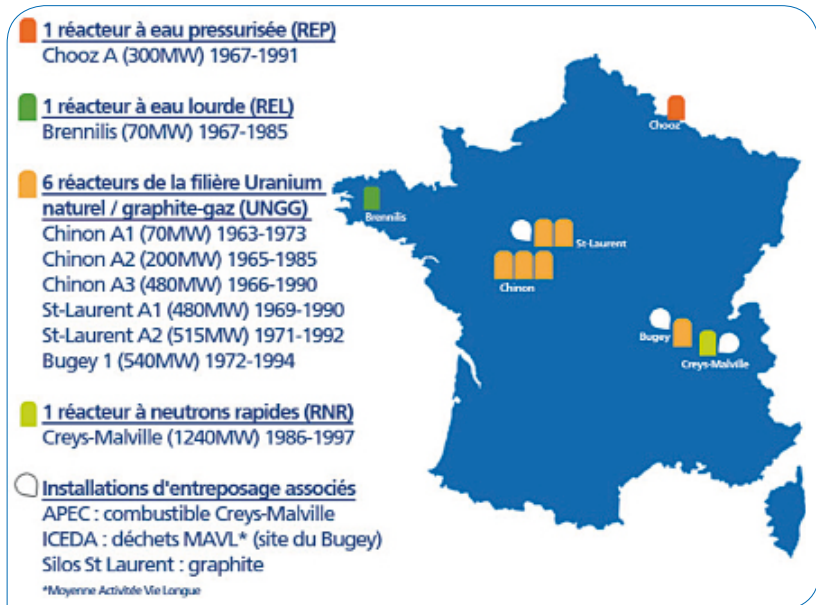 1 réacteur à eau pressurisée (REP)
Chooz A (300MW) 1967-1991
1 réacteur à eau lourde (REL)
Brennilis (70MW) 1967-1985
6 réacteurs de la filière Uranium
naturel / graphite-gaz (UNGG)
Chinon A1 (70MW) 1963-1973
Chinon A2 (200MW) 1965-1985
Chinon A3 (480MW) 1966-1990
St-Laurent A1 (480MW) 1969-1990
St-Laurent A2 (515MW) 1971-1992
Bugey 1 (540MW) 1972-1994
1 réacteur à neutrons rapides (RNR)
Creys-Malville (1240MW) 1986-1997
Installations d'entreposage associés
APEC : combustible Creys-Malville
ICEDA : déchets MAVL* (site du Bugey)
Silos St Laurent : graphite
*Moyenne Activitée Vie Longue
Chooz
Brennilis
St-Laurent
Chinon
Bugey
Creys-Malville